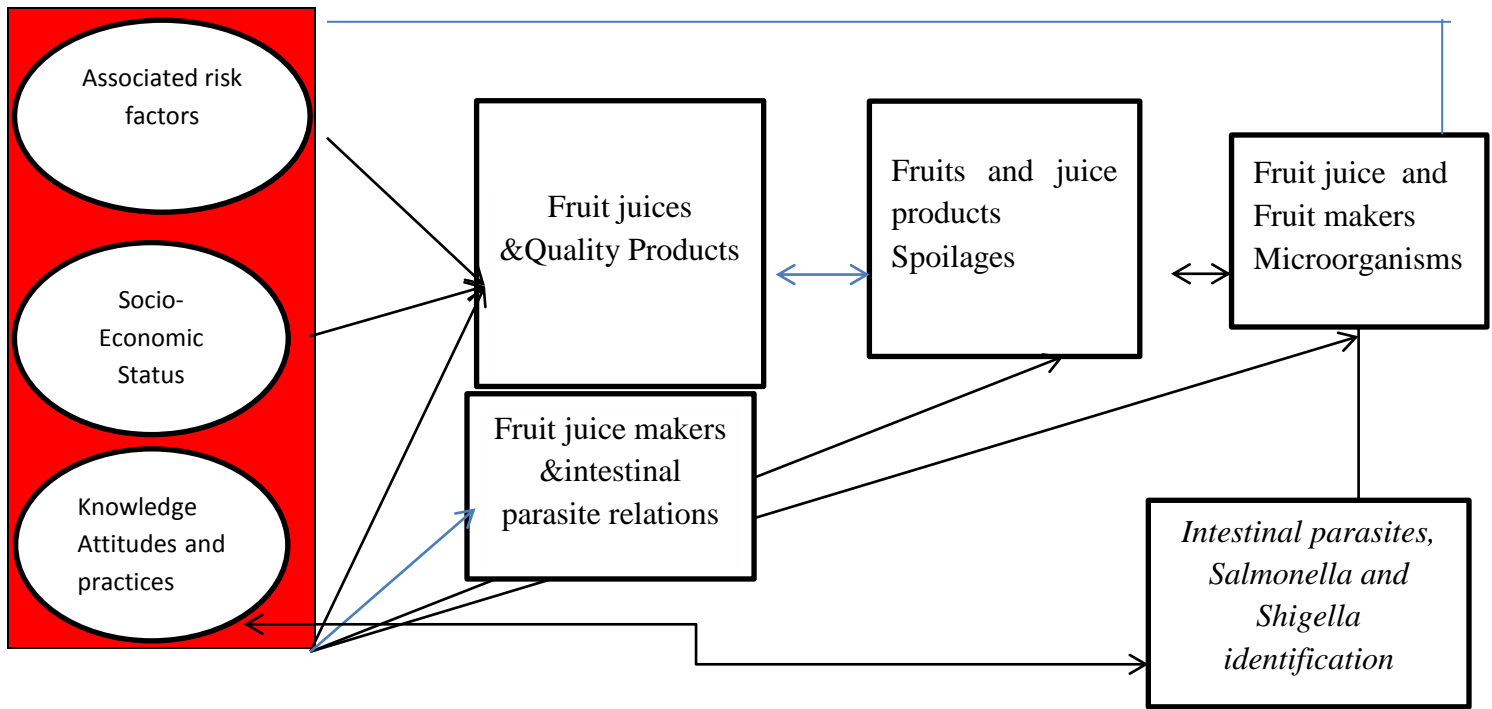 Associated risk
factors
Socio-
Economic
Status
Knowledge
Attitudes and
practices
Fruit juices
&Quality Products
Fruit juice makers
&intestinal
parasite relations
Fruits and juice
products
Spoilages
Fruit juice and
Fruit makers
Microorganisms
Intestinal parasites,
Salmonella and
Shigella
identification